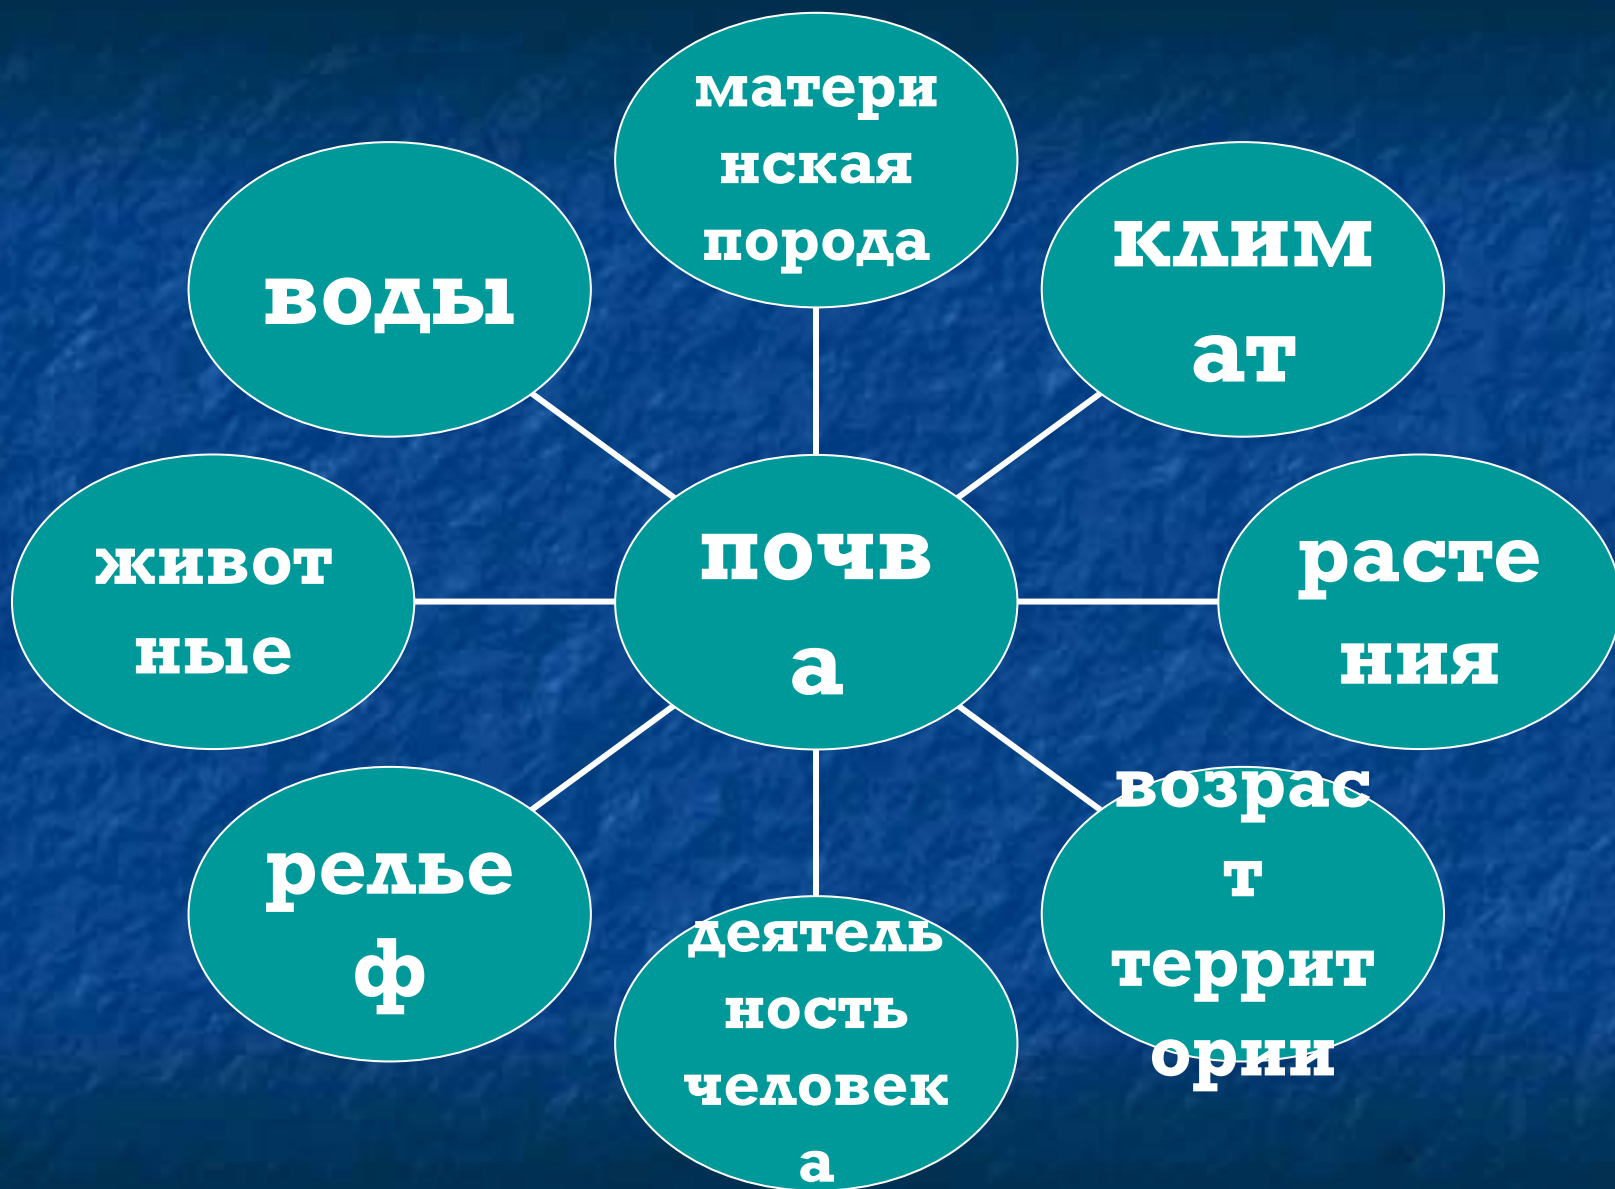 матери
нская
порода
клим
ат
воды
почв
а
живот
ные
расте
ния
возрас
т
террит
ории
релье
ф
деятель
ность
человек
а